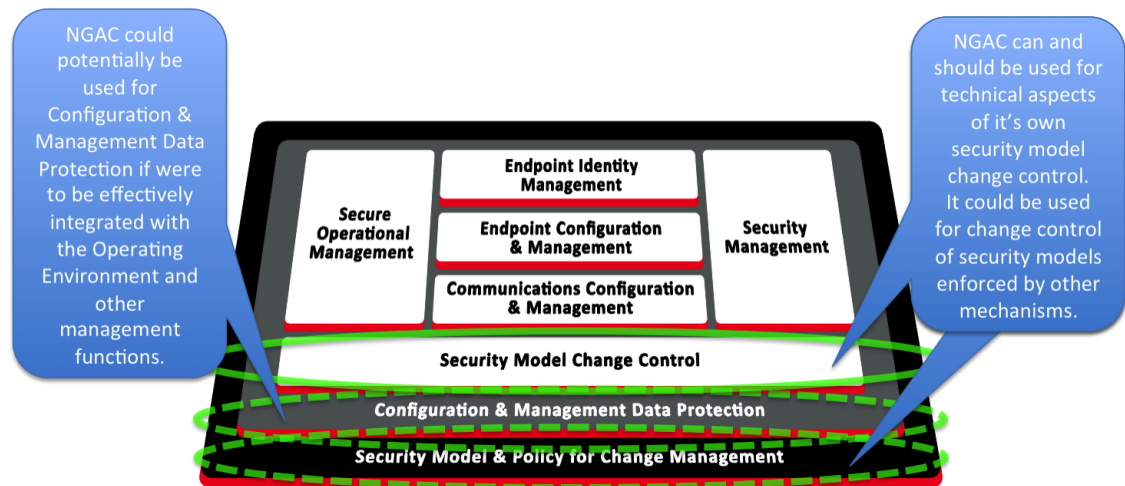 NGAC could
potentially be
used for
Configuration &
Management Data
Protection if were
to be effectively
integrated with
the Operating
Environment and
other
management
functions.
NGAC can and
should be used for
technical aspects
of it's own
security model
change control.
It could be used
for change control
of security models
enforced by other
mechanisms.
Secure
Operational
Management
Endpoint Identity
Management
Endpoint Configuration
& Management
Communications Configuration
& Management
Security
Management
Security Model Change Control
Configuration & Management Data Protection
Security Model & Policy for Change Management